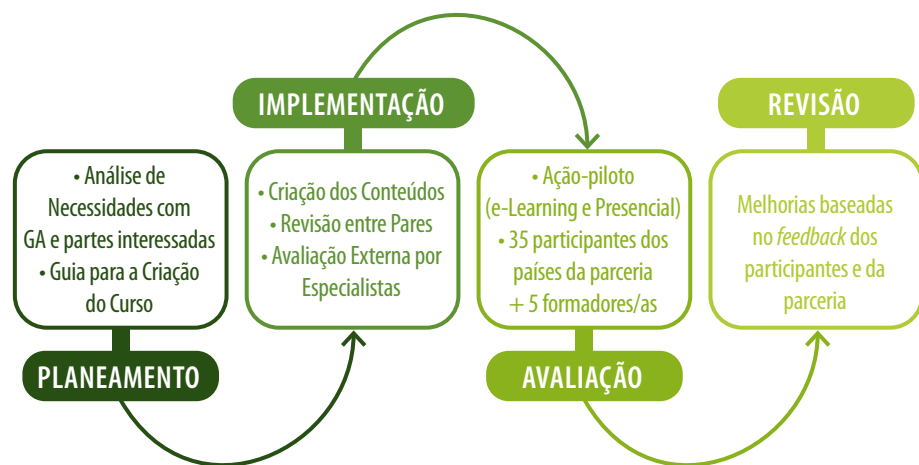 • Análise de
Necessidades com
GA e partes interessadas
• Guia para a Criação
do Curso
PLANEAMENTO
IMPLEMENTAÇÃO
• Criação dos Conteúdos
• Revisão entre Pares
• Avaliação Externa por
Especialistas
• Ação-piloto
(e-Learning e Presencial)
• 35 participantes dos
países da parceria
+ 5 formadores/as
AVALIAÇÃO
REVISÃO
Melhorias baseadas
no feedback dos
participantes e da
parceria